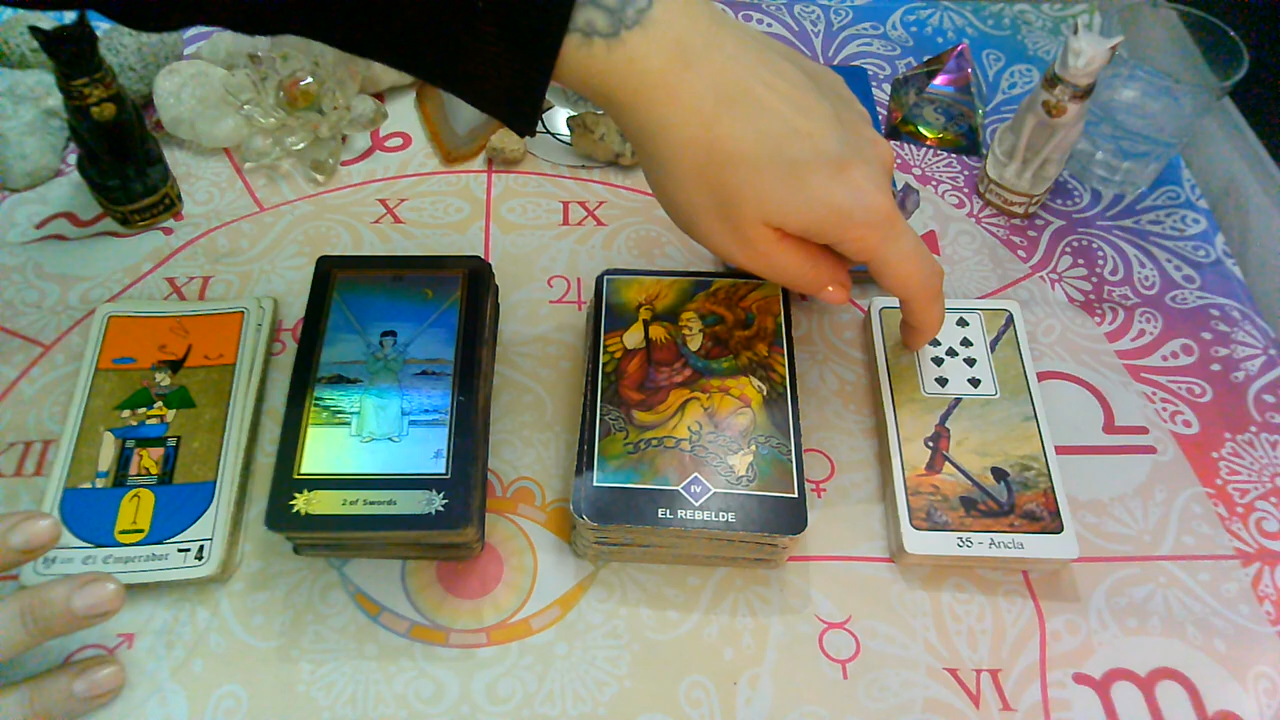 X
IX
XI
XII
El Emperador
4
2 of Swords
IV
EL REBELDE
35 - Ancla
VI